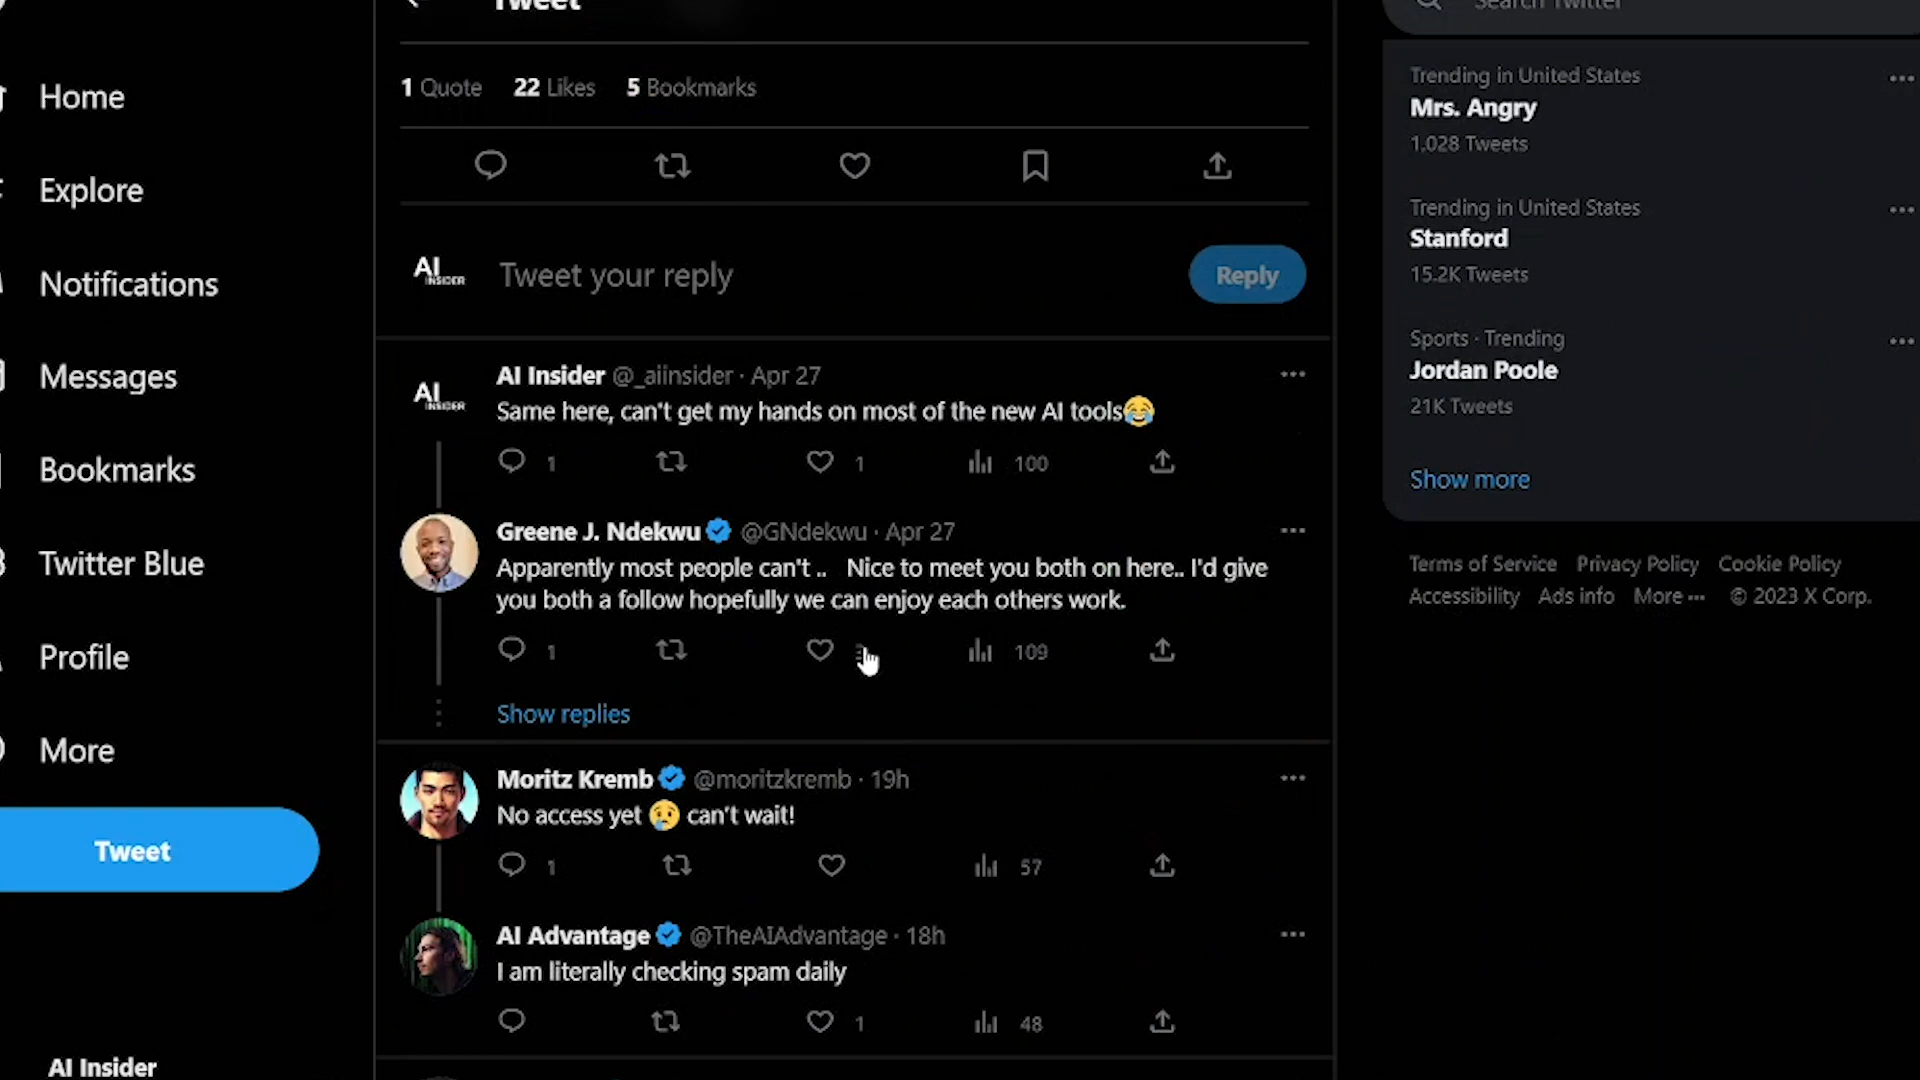 Tweet
Search Twitter
1 Quote 22 Likes 5 Bookmarks
Home
Explore
Notifications
Messages
Bookmarks
Twitter Blue
Profile
More
Tweet
AI Insider
AI INSIDER
Tweet your reply
Reply
AI INSIDER
AI Insider @_aiinsider · Apr 27
Same here, can't get my hands on most of the new AI tools😂
1 1 100
Greene J. Ndekwu @GNdekwu · Apr 27
Apparently most people can't .. Nice to meet you both on here.. I'd give
you both a follow hopefully we can enjoy each others work.
1 109
Show replies
Moritz Kremb @moritzkremb · 19h
No access yet 😢 can't wait!
1 57
AI Advantage @TheAIAdvantage · 18h
I am literally checking spam daily
1 48
Trending in United States
Mrs. Angry
1,028 Tweets
Trending in United States
Stanford
15.2K Tweets
Sports · Trending
Jordan Poole
21K Tweets
Show more
Terms of Service Privacy Policy Cookie Policy
Accessibility Ads info More ··· © 2023 X Corp.